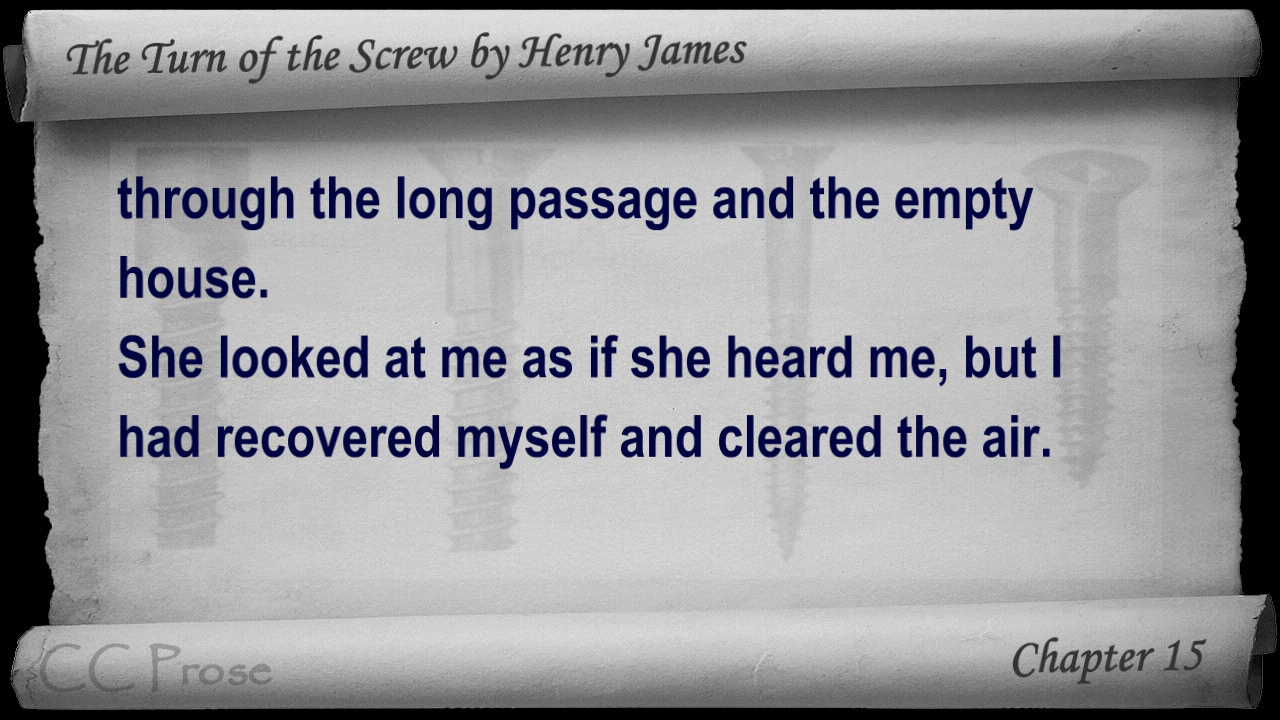 The Turn of the Screw by Henry James
through the long passage and the empty
house.
She looked at me as if she heard me, but I
had recovered myself and cleared the air.
CC Prose
Chapter 15